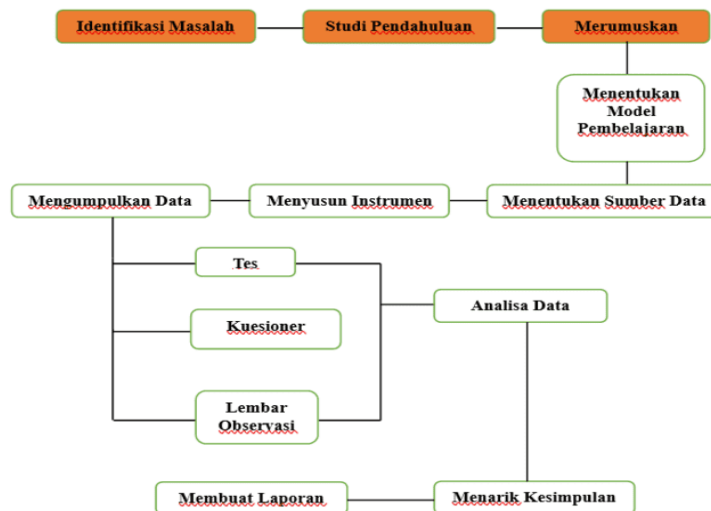 Identifikasi Masalah
Studi Pendahuluan
Merumuskan
Menentukan
Model
Pembelajaran
Mengumpulkan Data
Menyusun Instrumen
Menentukan Sumber Data
Tes
Kuesioner
Lembar
Observasi
Analisa Data
Membuat Laporan
Menarik Kesimpulan